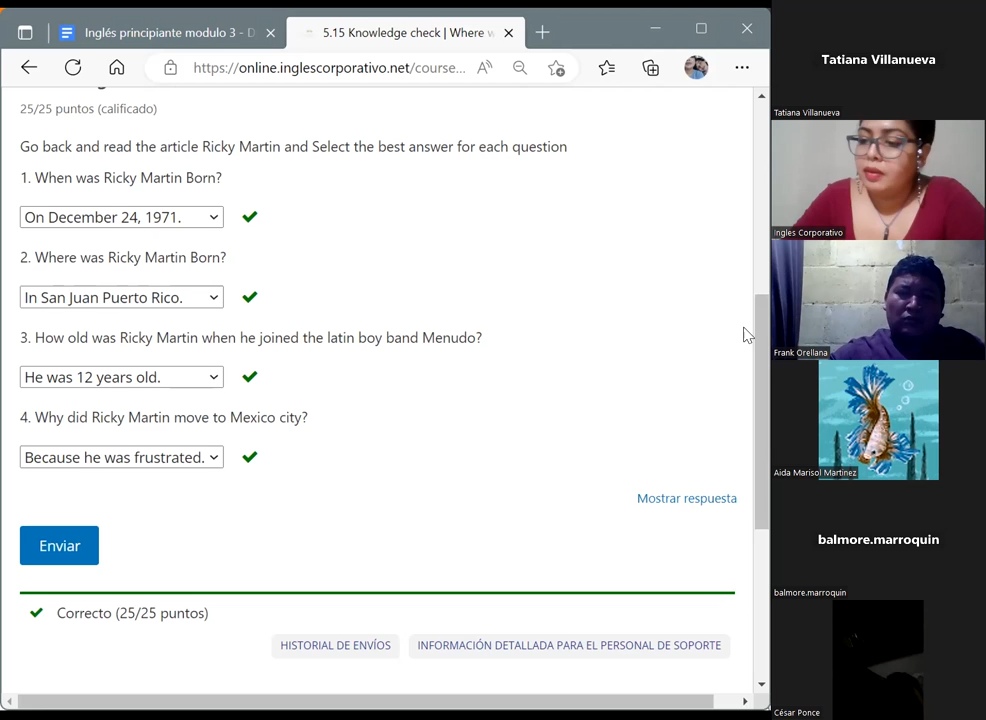 Inglés principiante modulo 3 - D
5.15 Knowledge check | Where w
https://online.inglescorporativo.net/course...
25/25 puntos (calificado)
Go back and read the article Ricky Martin and Select the best answer for each question
1. When was Ricky Martin Born?
On December 24, 1971.
2. Where was Ricky Martin Born?
In San Juan Puerto Rico.
3. How old was Ricky Martin when he joined the latin boy band Menudo?
He was 12 years old.
4. Why did Ricky Martin move to Mexico city?
Because he was frustrated.
Mostrar respuesta
Enviar
Correcto (25/25 puntos)
HISTORIAL DE ENVÍOS
INFORMACIÓN DETALLADA PARA EL PERSONAL DE SOPORTE
Tatiana Villanueva
Tatiana Villanueva
Ingles Corporativo
Frank Orellana
Aida Marisol Martinez
balmore.marroquin
balmore.marroquin
César Ponce